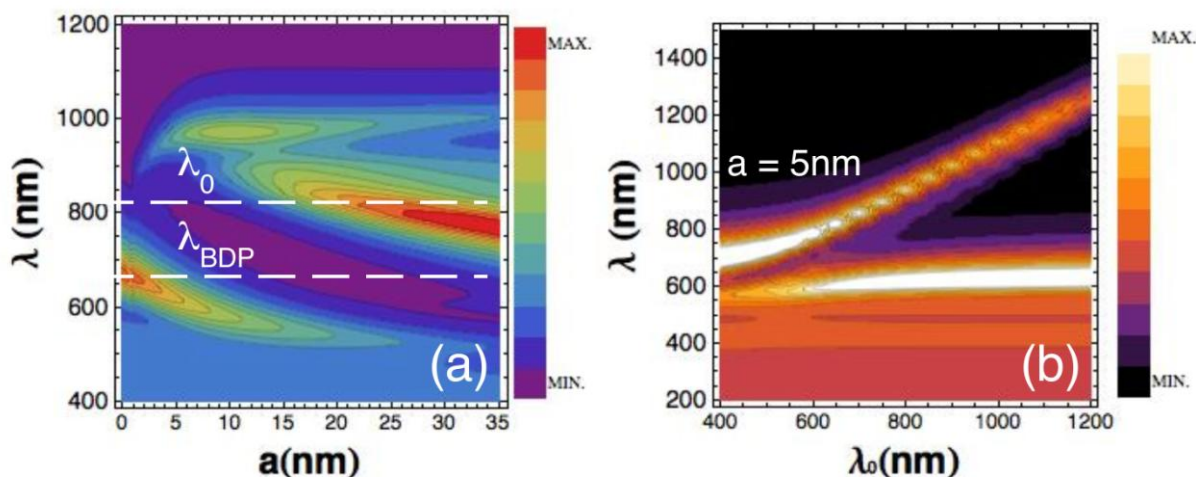 1200
1000
800
600
400
λ (nm)
0 5 10 15 20 25 30 35
a(nm)
λ0
λBDP
(a)
MAX.
MIN.
1400
1200
1000
800
600
400
200
λ (nm)
400 600 800 1000 1200
λ0(nm)
a = 5nm
(b)
MAX.
MIN.